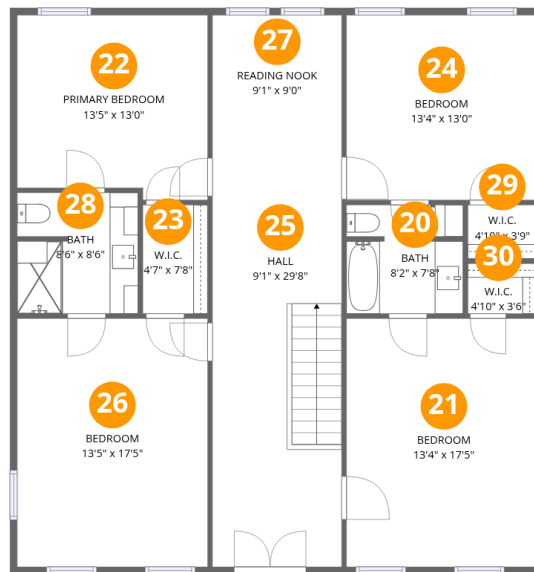 22
PRIMARY BEDROOM
13'5" x 13'0"
27
READING NOOK
9'1" x 9'0"
24
BEDROOM
13'4" x 13'0"
28
BATH
8'6" x 8'6"
23
W.I.C.
4'7" x 7'8"
25
HALL
9'1" x 29'8"
20
BATH
8'2" x 7'8"
29
W.I.C.
4'10" x 3'9"
30
W.I.C.
4'10" x 3'6"
26
BEDROOM
13'5" x 17'5"
21
BEDROOM
13'4" x 17'5"